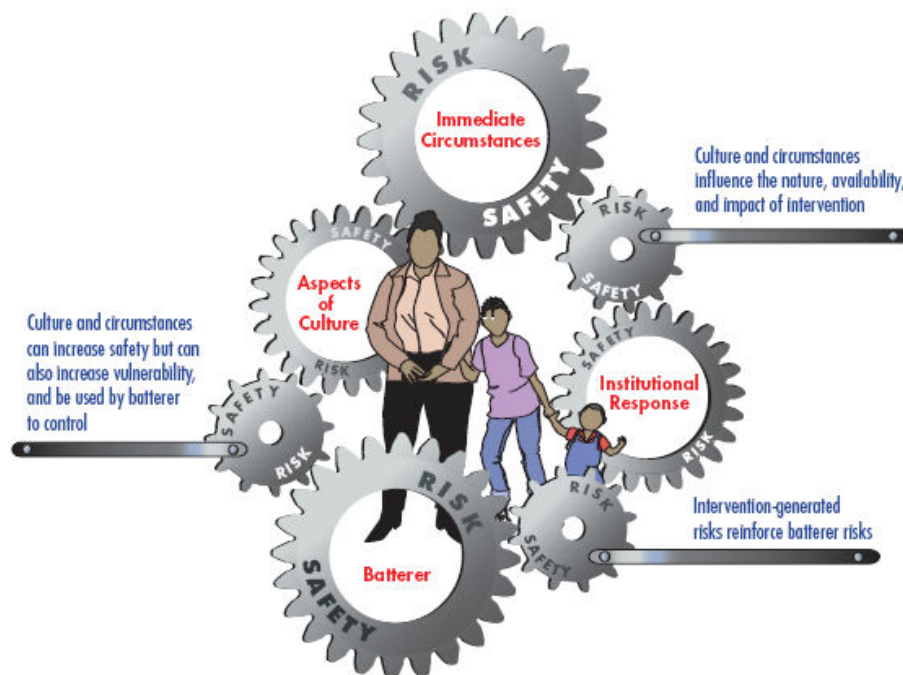 RISK
Immediate
Circumstances
SAFETY
Culture and circumstances
influence the nature, availability,
and impact of intervention
RISK
SAFETY
SAFETY
Aspects
of
Culture
RISK
Culture and circumstances
can increase safety but can
also increase vulnerability,
and be used by batterer
to control
SAFETY
RISK
SAFETY
Institutional
Response
RISK
RISK
Batterer
SAFETY
RISK
SAFETY
Intervention-generated
risks reinforce batterer risks